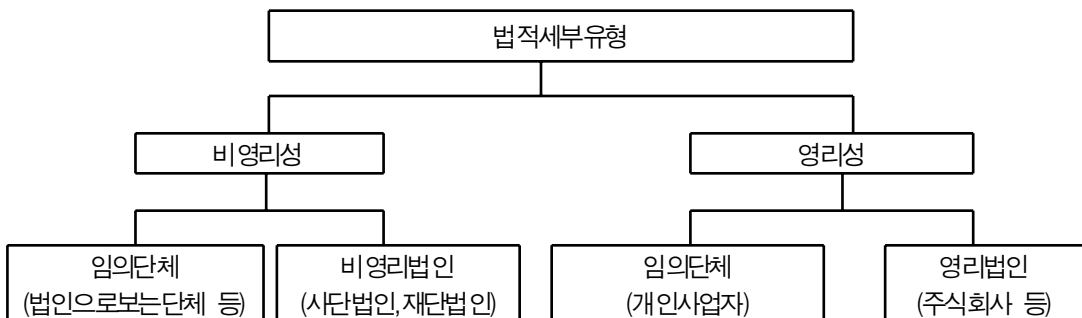 법적세부유형
비영리성
영리성
임의단체
(법인으로보는단체 등)
비영리법인
(사단법인,재단법인)
임의단체
(개인사업자)
영리법인
(주식회사 등)